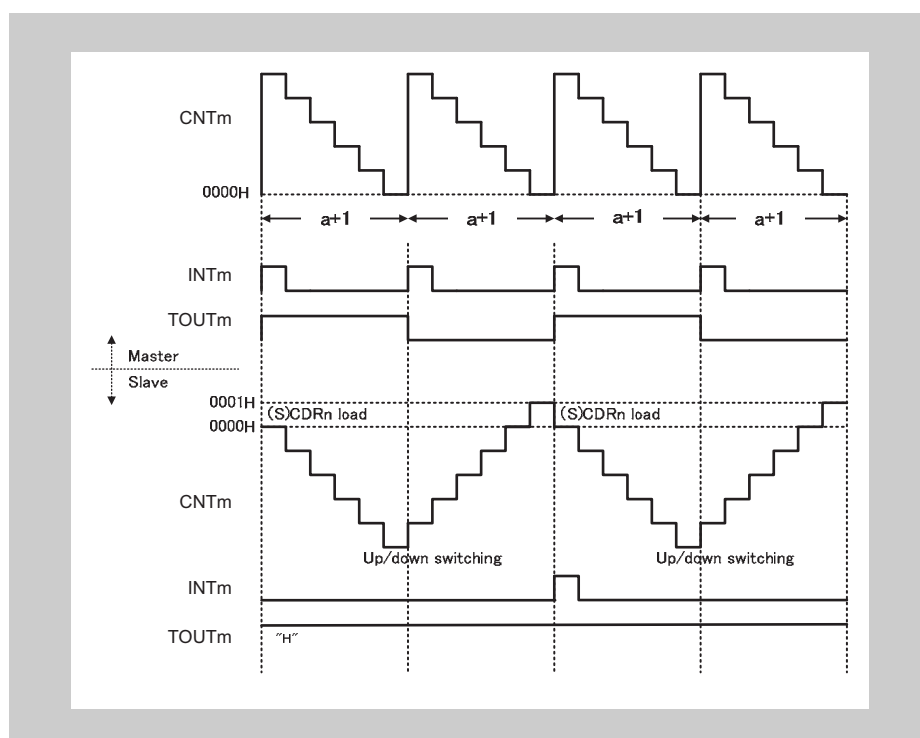 CNTm
0000H
a+1 a+1 a+1 a+1
INTm
TOUTm
Master
Slave
0001H
(S)CDRn load (S)CDRn load
0000H
CNTm
Up/down switching Up/down switching
INTm
TOUTm "H"